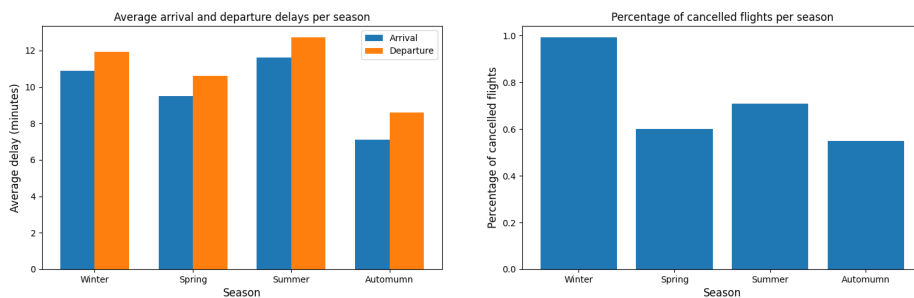 Average arrival and departure delays per season
Arrival
Departure
12
10
8
6
4
2
0
Average delay (minutes)
Winter
Spring
Summer
Automumn
Season
Percentage of cancelled flights per season
1.0
0.8
0.6
0.4
0.2
0.0
Percentage of cancelled flights
Winter
Spring
Summer
Automumn
Season